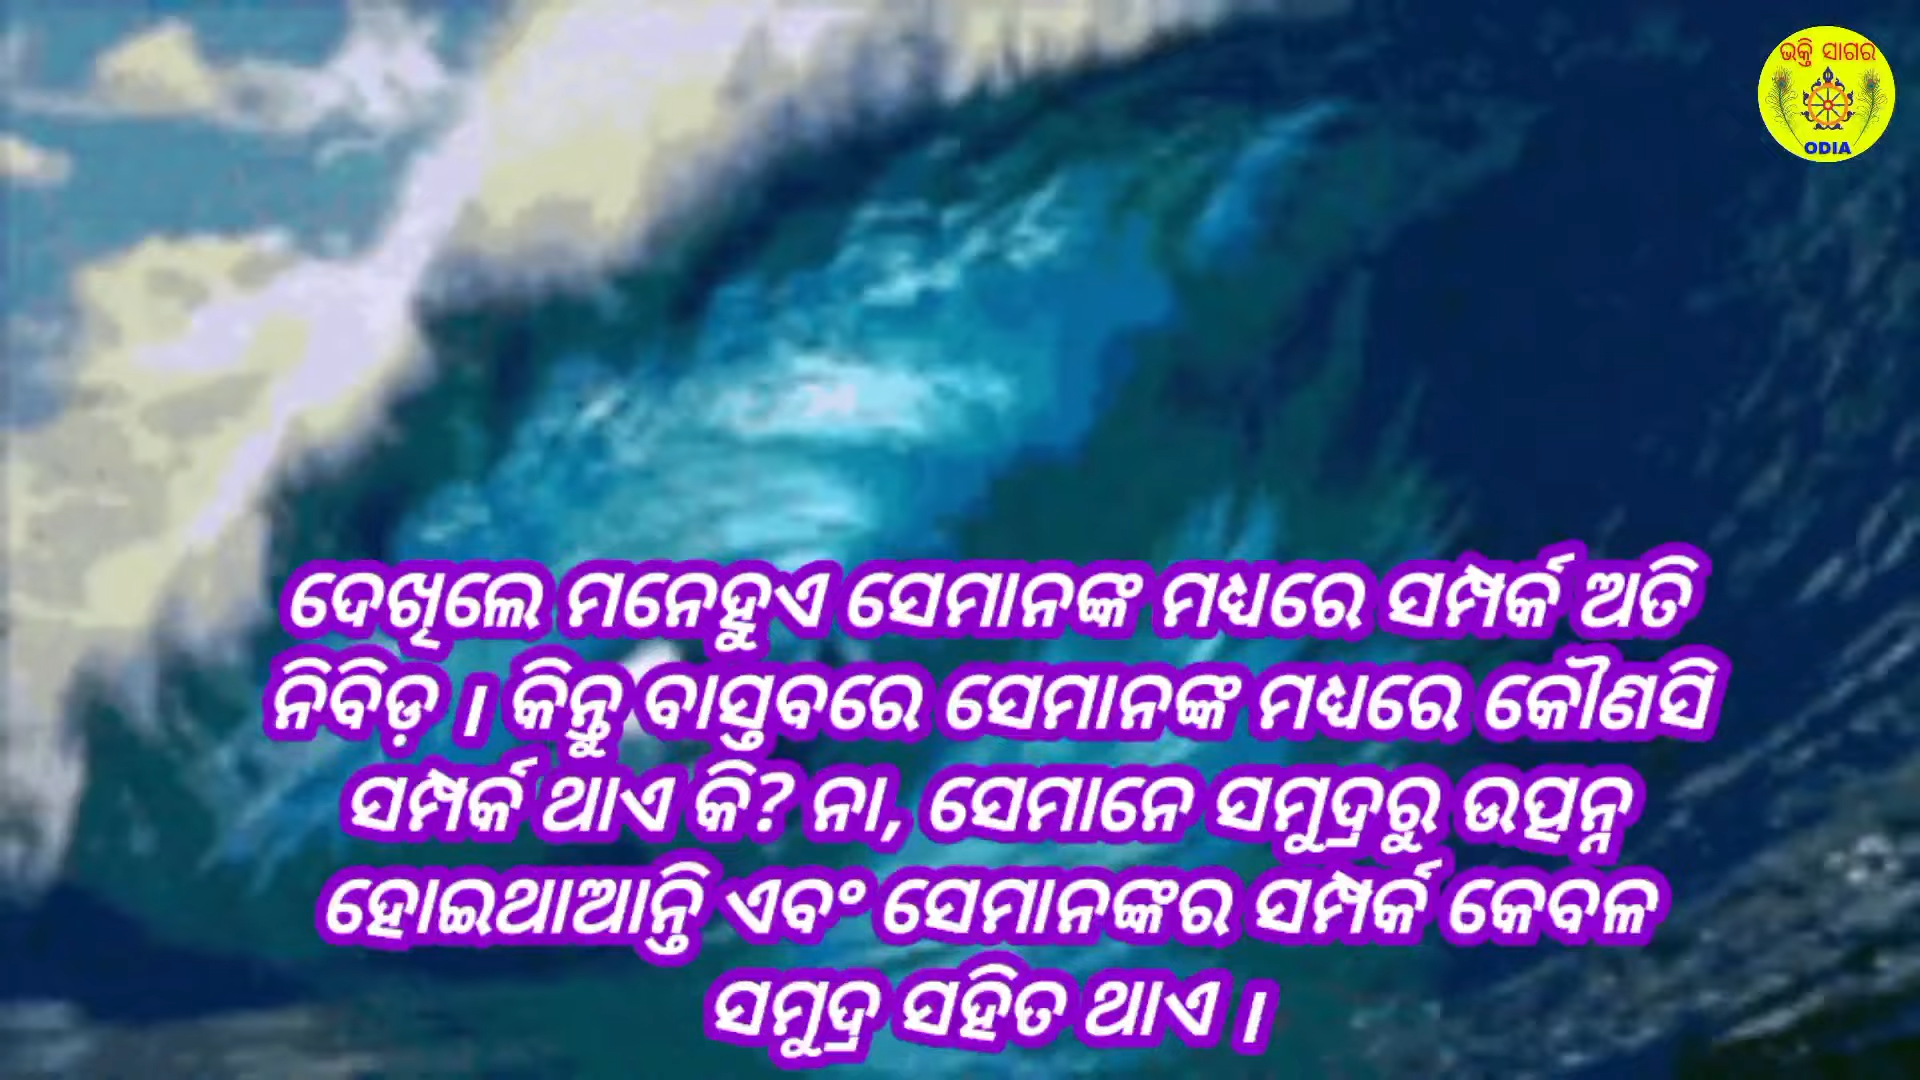 ଭକ୍ତି ସାଗର
ODIA
ଦେଖିଲେ ମନେହୁଏ ସେମାନଙ୍କ ମଧ୍ୟରେ ସମ୍ପର୍କ ଅତି
ନିବିଡ଼ । କିନ୍ତୁ ବାସ୍ତବରେ ସେମାନଙ୍କ ମଧ୍ୟରେ କୌଣସି
ସମ୍ପର୍କ ଥାଏ କି? ନା, ସେମାନେ ସମୁଦ୍ରରୁ ଉତ୍ପନ୍ନ
ହୋଇଥାଆନ୍ତି ଏବଂ ସେମାନଙ୍କର ସମ୍ପର୍କ କେବଳ
ସମୁଦ୍ର ସହିତ ଥାଏ ।